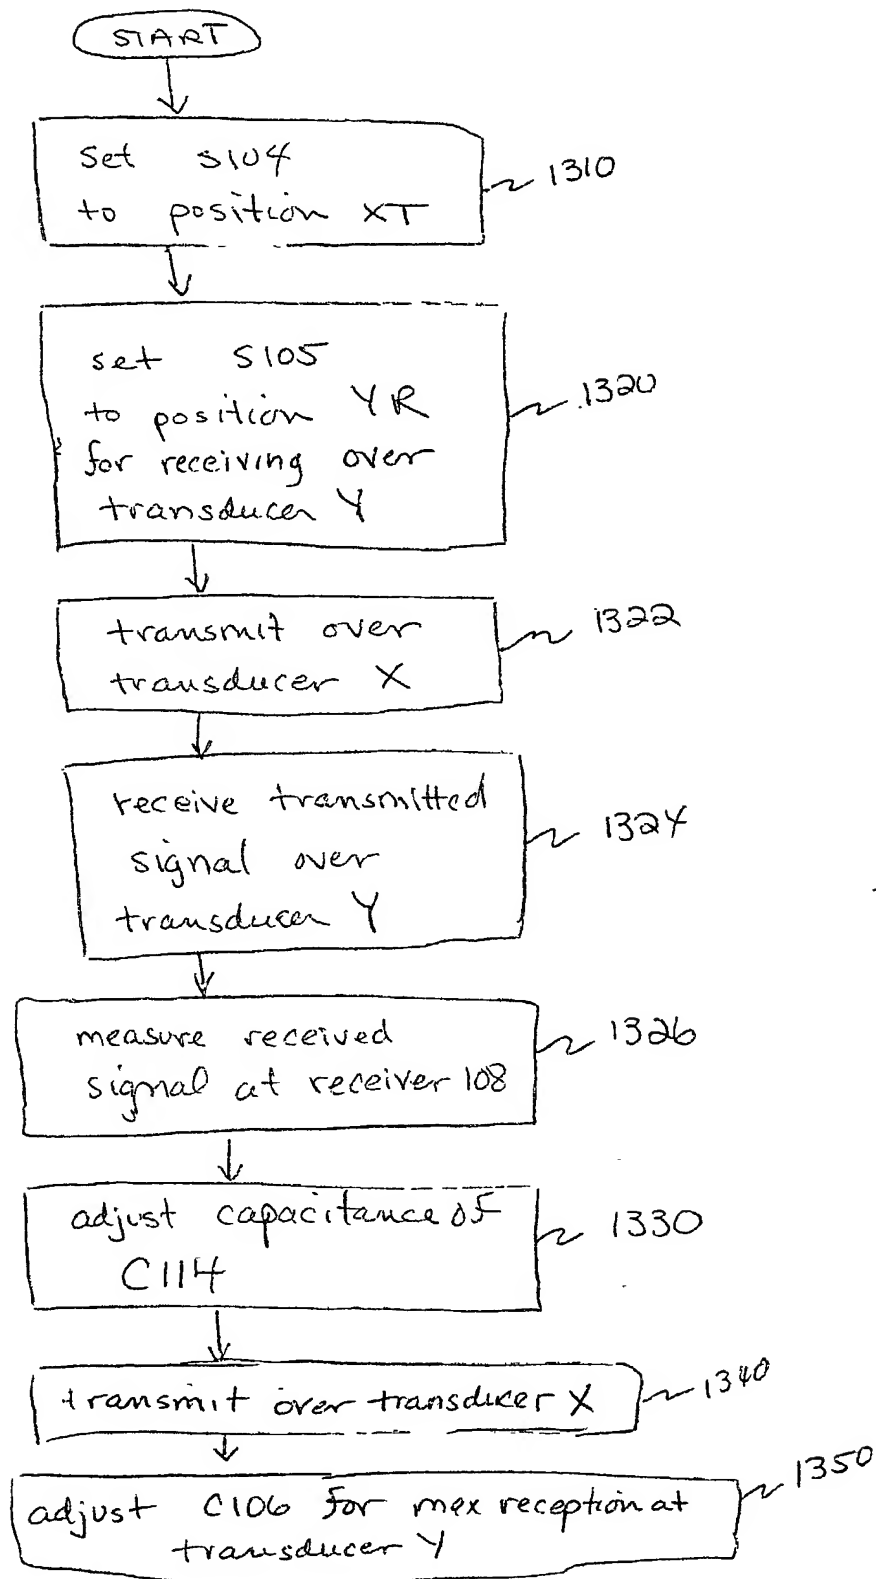 START
set S104
to position XT
1310
set S105
to position YR
for receiving over
transducer Y
1320
transmit over
transducer X
1322
receive transmitted
signal over
transducer Y
1324
measure received
signal at receiver 108
1326
adjust capacitance of
C114
1330
transmit over transducer X
1340
adjust C106 for max reception at
transducer Y
1350